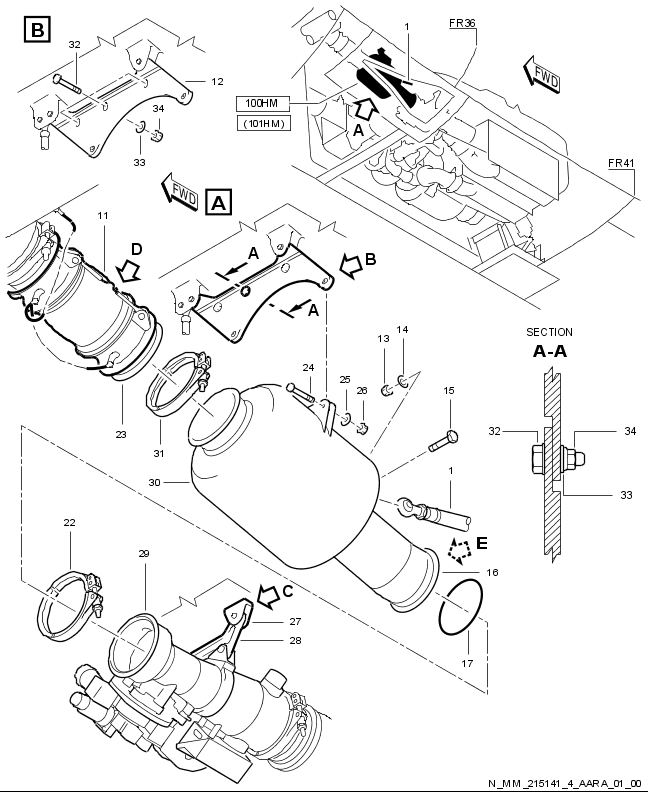 B
32
12
34
33
1
FR36
FWD
100HM
(101HM)
A
FR41
FWD
A
11
D
A
B
A
SECTION
A-A
32
34
33
14
13
24
25
26
15
23
31
30
1
E
16
22
29
C
27
28
17
N_MM_215141_4_AARA_01_00